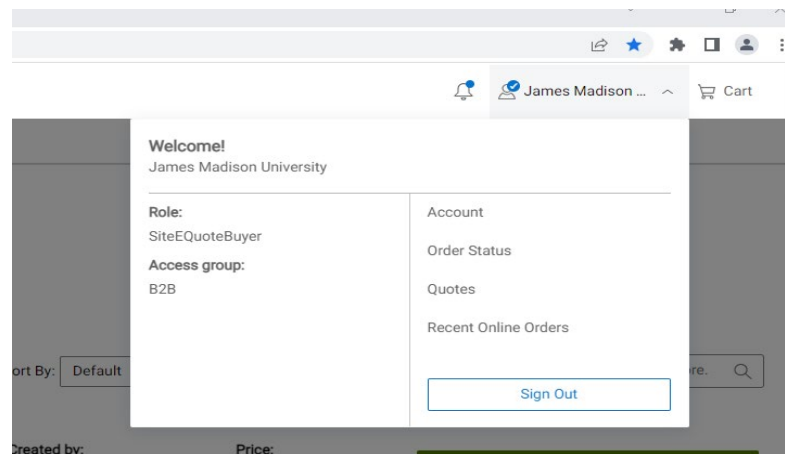 James Madison ...
Cart
Welcome!
James Madison University
Role:
SiteEQuoteBuyer
Access group:
B2B
Account
Order Status
Quotes
Recent Online Orders
Sign Out
ort By:
Default
re.
Created by:
Price: